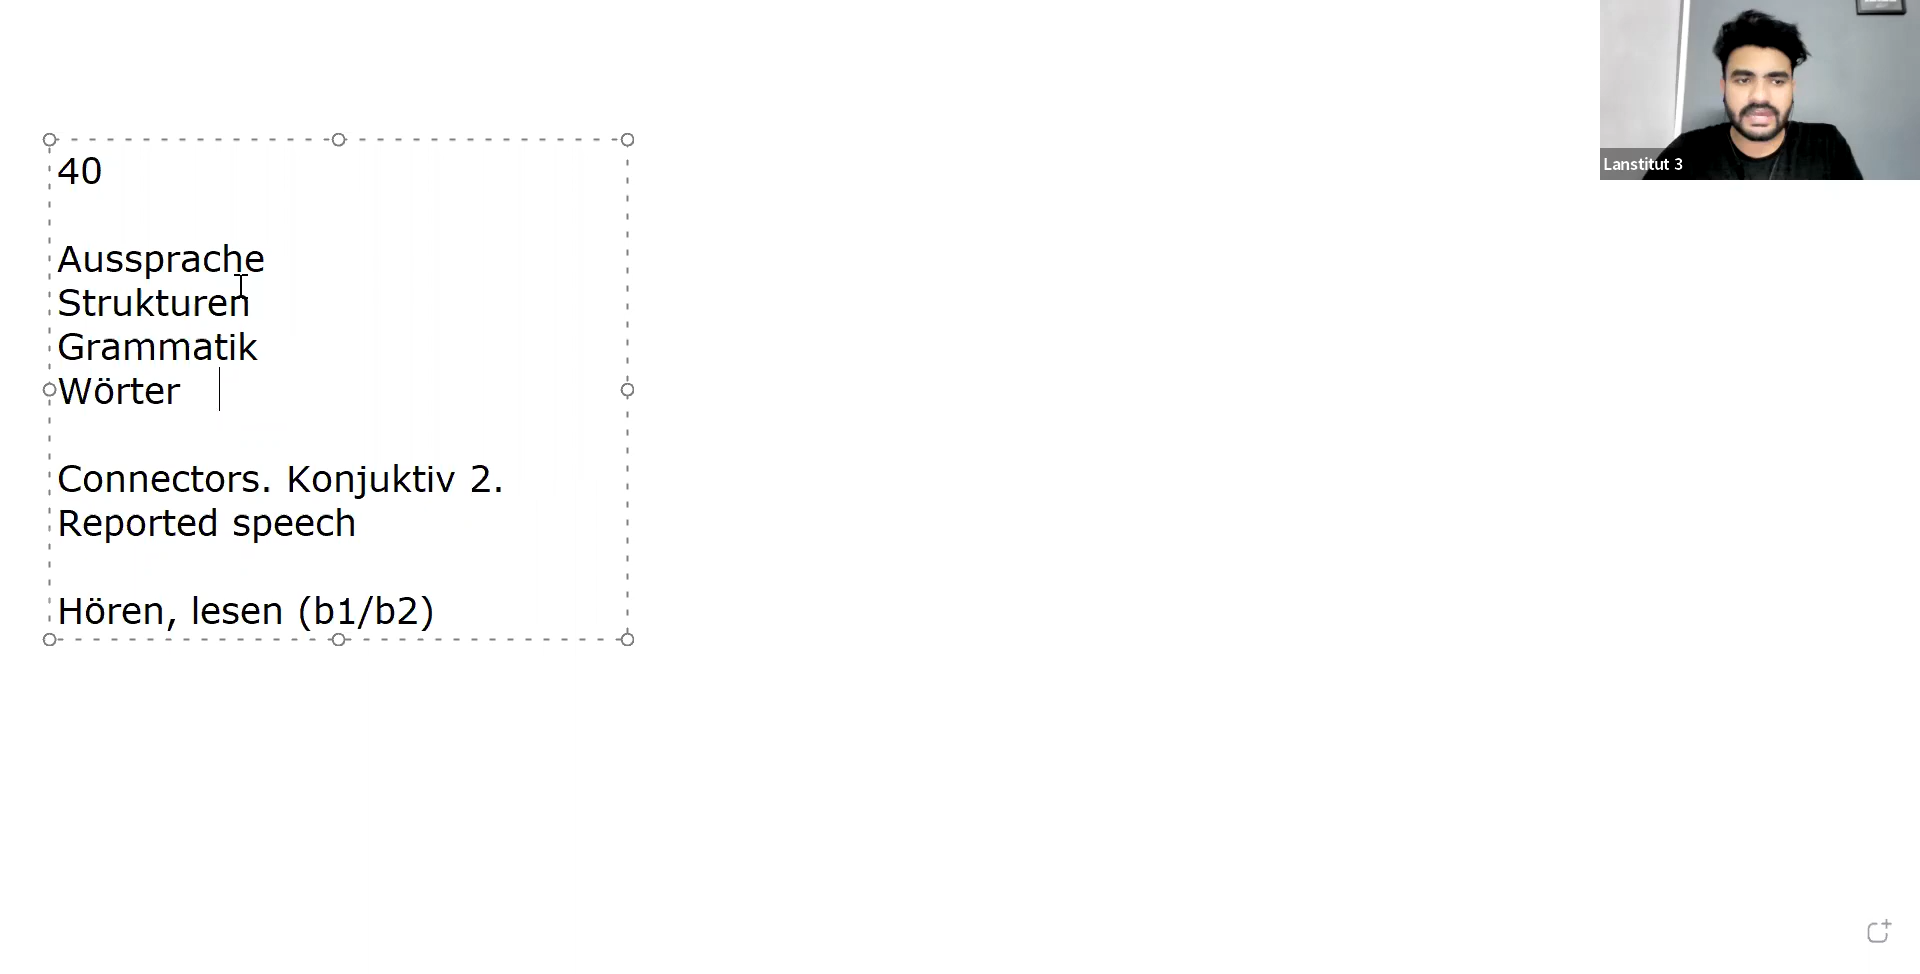 40
Aussprache
Strukturen
Grammatik
Wörter
Connectors. Konjuktiv 2.
Reported speech
Hören, lesen (b1/b2)
Lanstitut 3